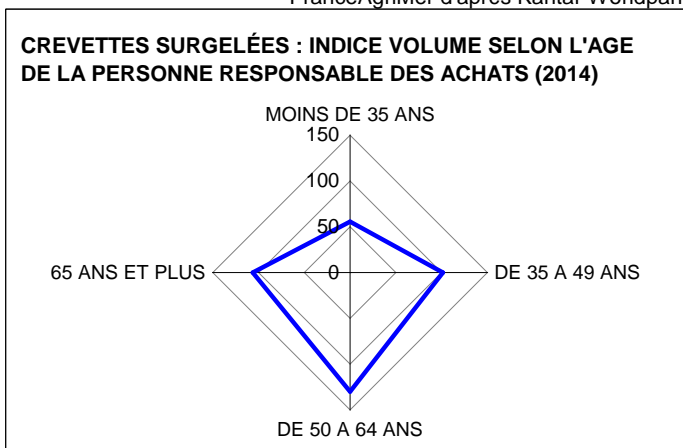 FranceAgriMer d'après Kantar Worldpan
CREVETTES SURGELÉES : INDICE VOLUME SELON L'AGE
DE LA PERSONNE RESPONSABLE DES ACHATS (2014)
MOINS DE 35 ANS
150
100
50
65 ANS ET PLUS
0
DE 35 A 49 ANS
DE 50 A 64 ANS